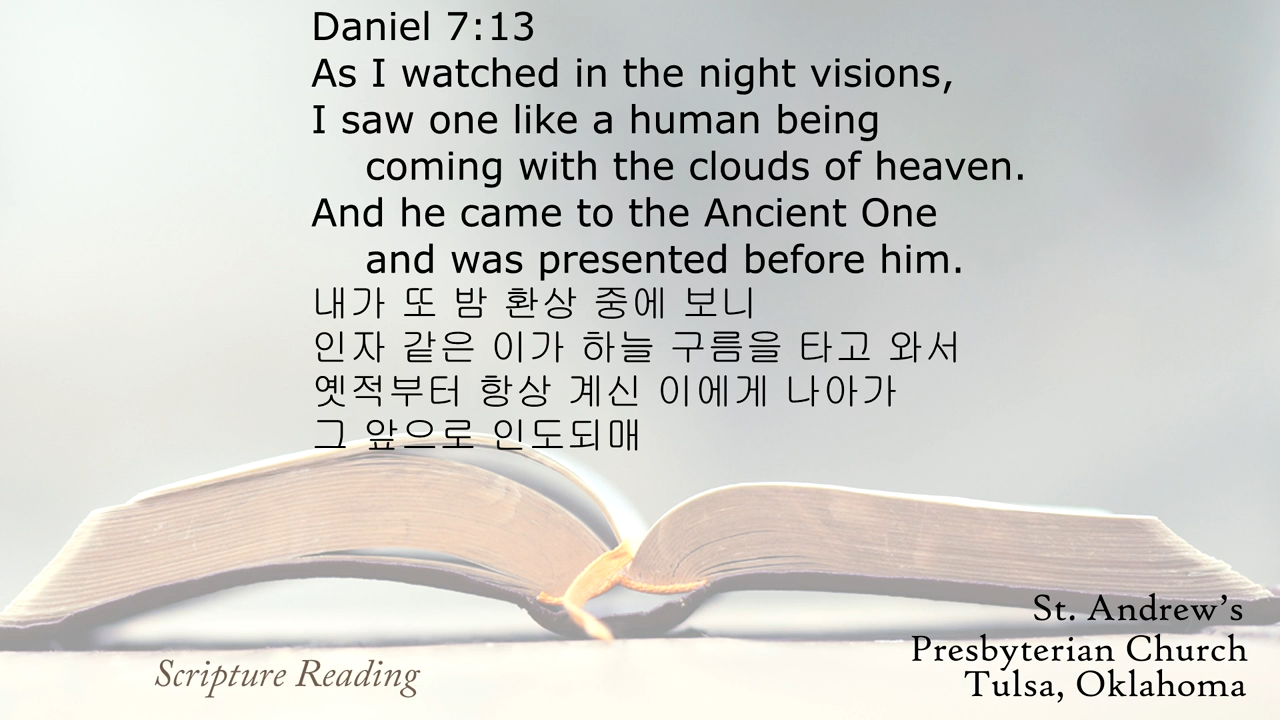 Daniel 7:13
As I watched in the night visions,
I saw one like a human being
coming with the clouds of heaven.
And he came to the Ancient One
and was presented before him.
내가 또 밤 환상 중에 보니
인자 같은 이가 하늘 구름을 타고 와서
옛적부터 항상 계신 이에게 나아가
그 앞으로 인도되매
St. Andrew’s
Presbyterian Church
Tulsa, Oklahoma
Scripture Reading